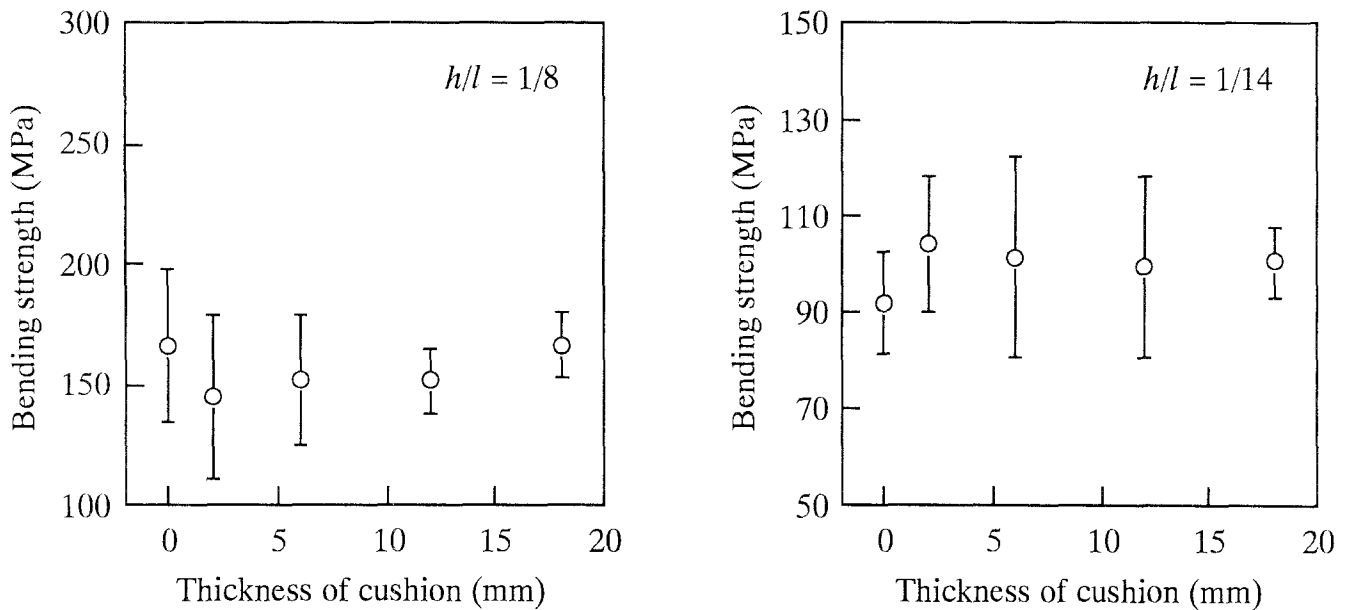 300
250
200
150
100
Bending strength (MPa)
h/l = 1/8
0 5 10 15 20
Thickness of cushion (mm)
150
130
110
90
70
50
Bending strength (MPa)
h/l = 1/14
0 5 10 15 20
Thickness of cushion (mm)